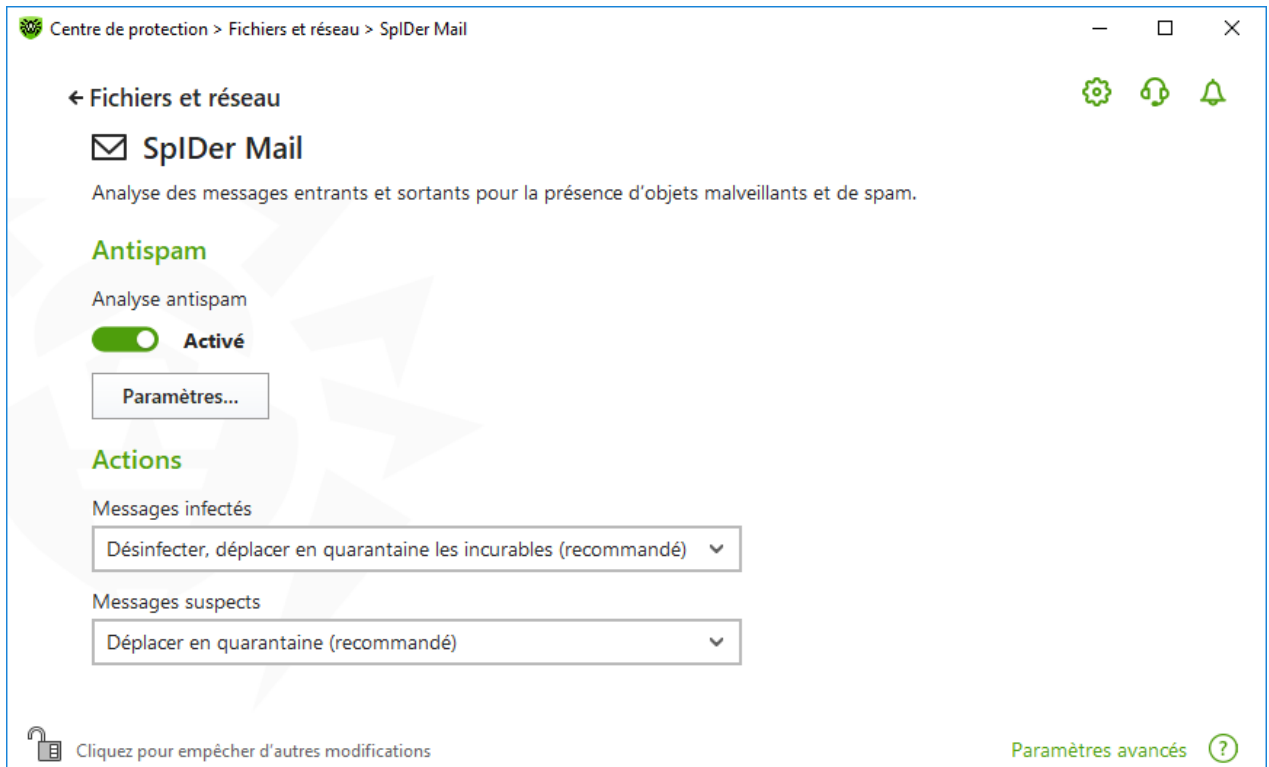 Centre de protection > Fichiers et réseau > SpIDer Mail
Fichiers et réseau
SpIDer Mail
Analyse des messages entrants et sortants pour la présence d'objets malveillants et de spam.
Antispam
Analyse antispam
Activé
Paramètres...
Actions
Messages infectés
Désinfecter, déplacer en quarantaine les incurables (recommandé)
Messages suspects
Déplacer en quarantaine (recommandé)
Cliquez pour empêcher d'autres modifications
Paramètres avancés ?